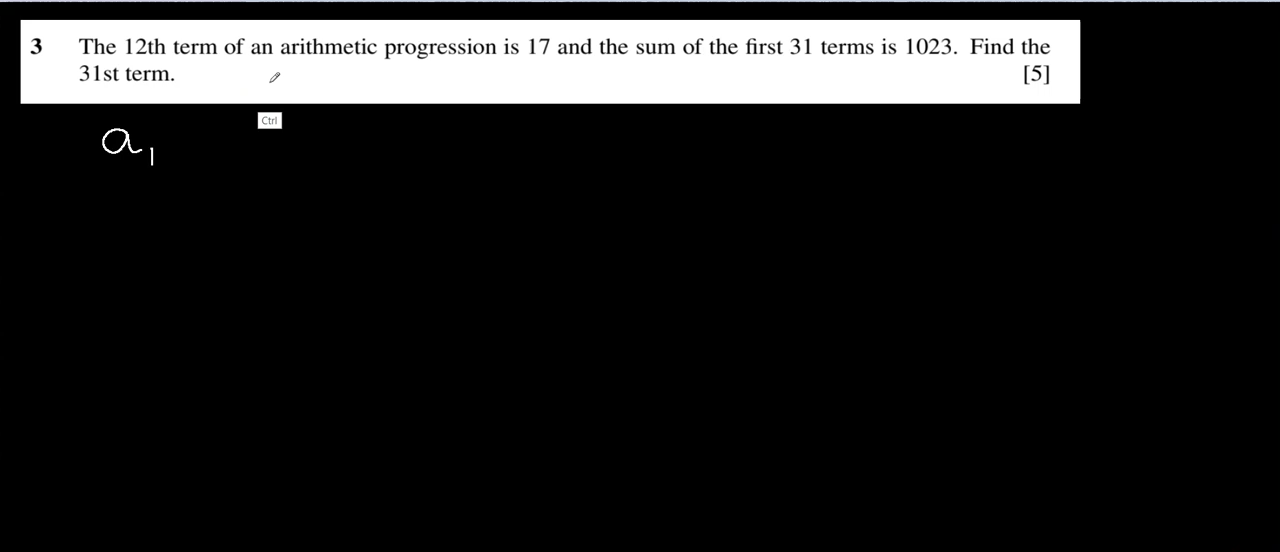 3 The 12th term of an arithmetic progression is 17 and the sum of the first 31 terms is 1023. Find the
31st term. [5]
Ctrl
a₁